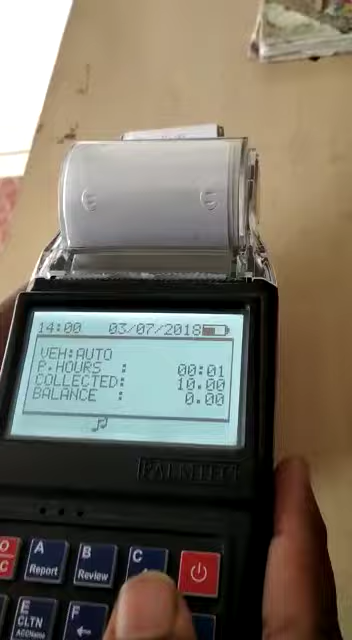 14:00 03/07/2018
VEH:AUTO
P.HOURS : 00:01
COLLECTED: 10.00
BALANCE : 0.00
A B C
Report Review
E F
CLTN
ACCName